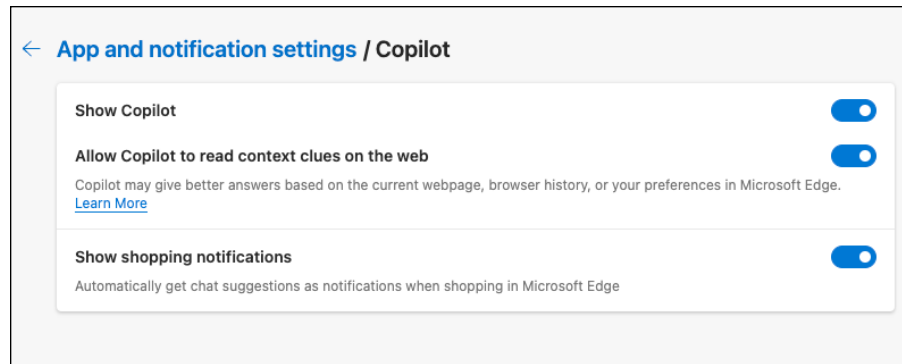 App and notification settings / Copilot
Show Copilot
Allow Copilot to read context clues on the web
Copilot may give better answers based on the current webpage, browser history, or your preferences in Microsoft Edge.
Learn More
Show shopping notifications
Automatically get chat suggestions as notifications when shopping in Microsoft Edge